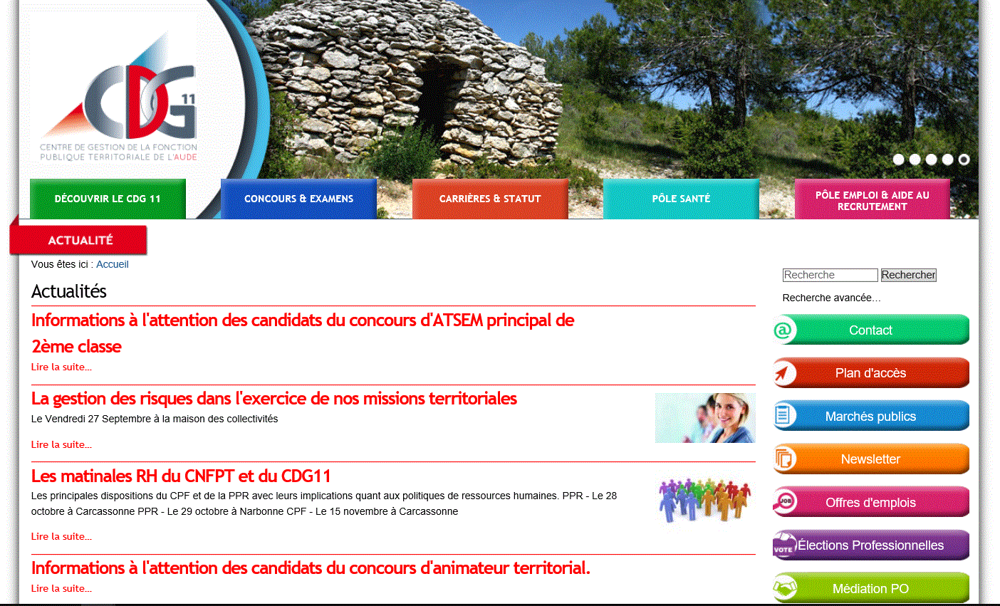 CDG 11
CENTRE DE GESTION DE LA FONCTION
PUBLIQUE TERRITORIALE DE L'AUDE
DÉCOUVRIR LE CDG 11
CONCOURS & EXAMENS
CARRIÈRES & STATUT
PÔLE SANTÉ
PÔLE EMPLOI & AIDE AU
RECRUTEMENT
ACTUALITÉ
Vous êtes ici : Accueil
Actualités
Informations à l'attention des candidats du concours d'ATSEM principal de
2ème classe
Lire la suite...
La gestion des risques dans l'exercice de nos missions territoriales
Le Vendredi 27 Septembre à la maison des collectivités
Lire la suite...
Les matinales RH du CNFPT et du CDG11
Les principales dispositions du CPF et de la PPR avec leurs implications quant aux politiques de ressources humaines. PPR - Le 28
octobre à Carcassonne PPR - Le 29 octobre à Narbonne CPF - Le 15 novembre à Carcassonne
Lire la suite...
Informations à l'attention des candidats du concours d'animateur territorial.
Lire la suite...
Recherche Rechercher
Recherche avancée...
@ Contact
Plan d'accès
Marchés publics
Newsletter
JOB Offres d'emplois
VOTE Élections Professionnelles
Médiation PO